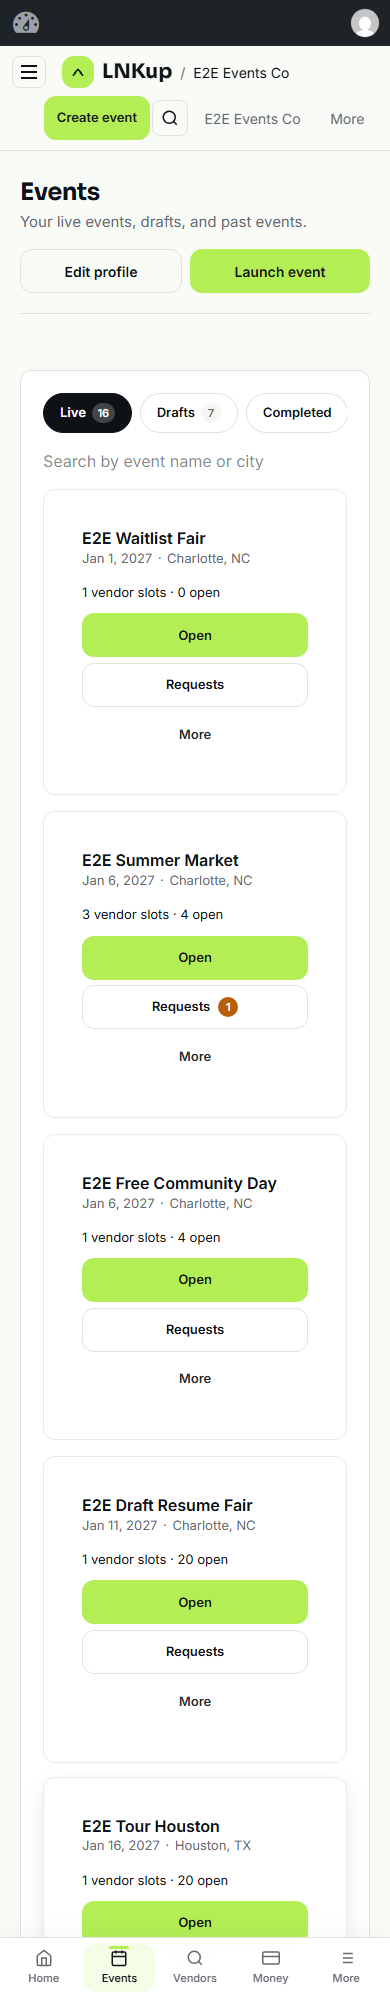 LNKup / E2E Events Co
Create event E2E Events Co More
Events
Your live events, drafts, and past events.
Edit profile Launch event
Live 16 Drafts 7 Completed
Search by event name or city
E2E Waitlist Fair
Jan 1, 2027 · Charlotte, NC
1 vendor slots · 0 open
Open
Requests
More
E2E Summer Market
Jan 6, 2027 · Charlotte, NC
3 vendor slots · 4 open
Open
Requests 1
More
E2E Free Community Day
Jan 6, 2027 · Charlotte, NC
1 vendor slots · 4 open
Open
Requests
More
E2E Draft Resume Fair
Jan 11, 2027 · Charlotte, NC
1 vendor slots · 20 open
Open
Requests
More
E2E Tour Houston
Jan 16, 2027 · Houston, TX
1 vendor slots · 20 open
Open
Home Events Vendors Money More